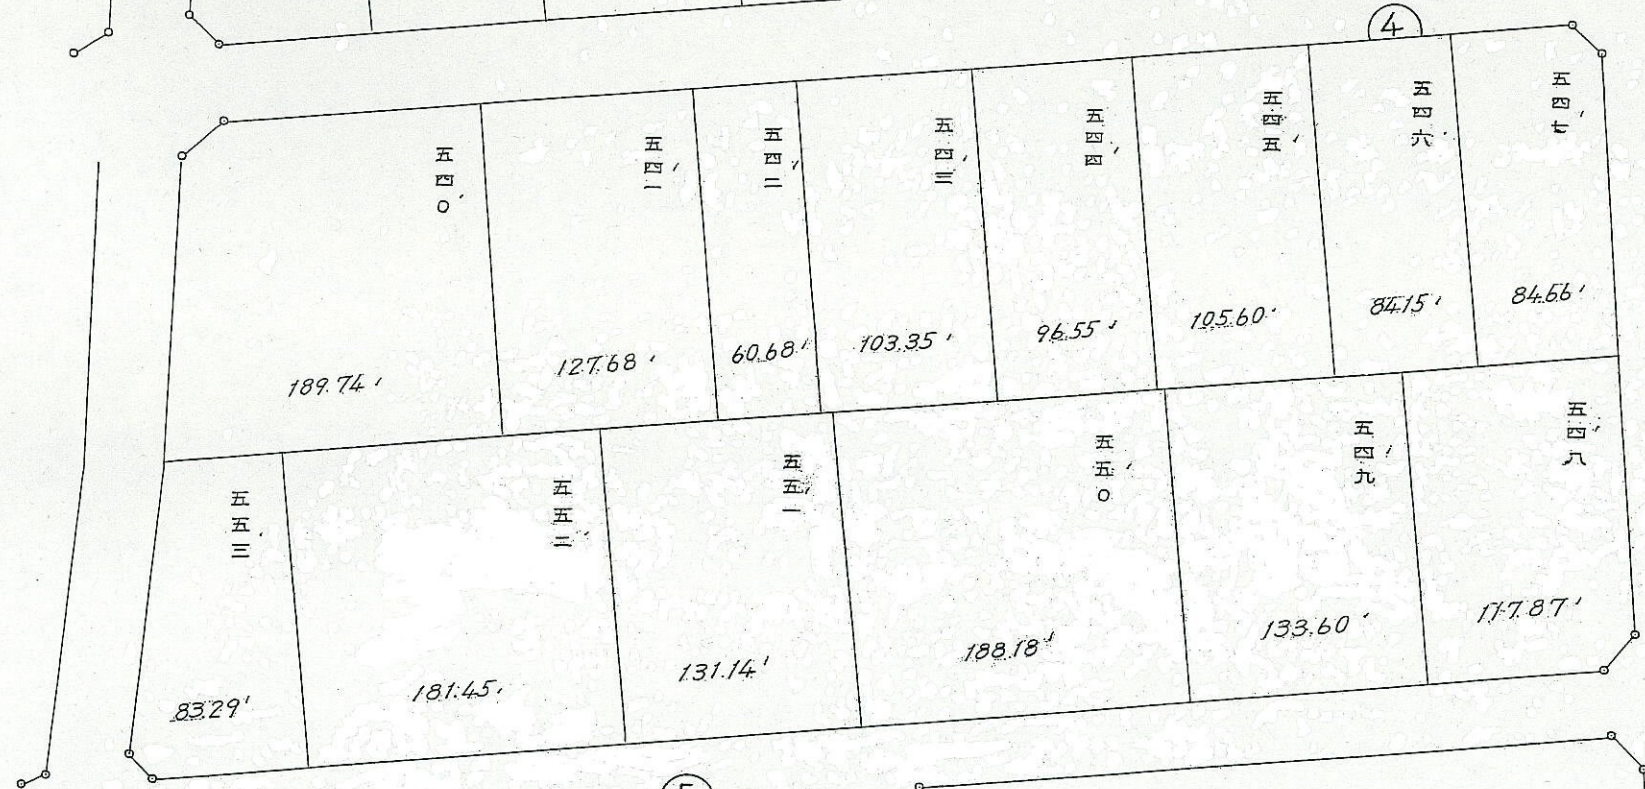 ④
五四〇
189.74
五四一
127.68
五四二
60.68
五四三
103.35
五四四
96.55
五四五
105.60
五四六
84.15
五四七
84.66
五五三
83.29
五五二
181.45
五五一
131.14
五五〇
188.18
五四九
133.60
五四八
117.87